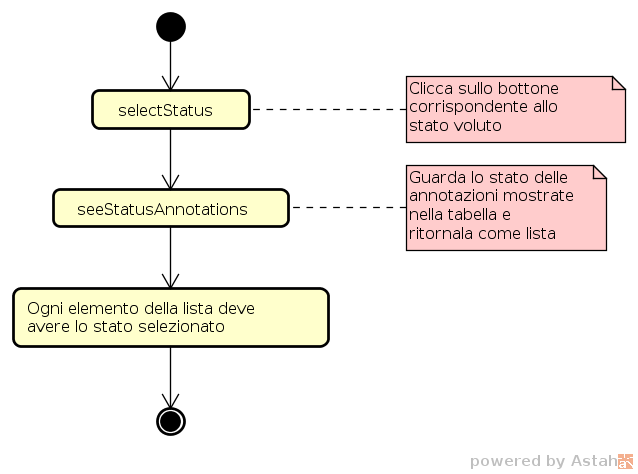 selectStatus
Clicca sullo bottone
corrispondente allo
stato voluto
seeStatusAnnotations
Guarda lo stato delle
annotazioni mostrate
nella tabella e
ritornala come lista
Ogni elemento della lista deve
avere lo stato selezionato
powered by Astah